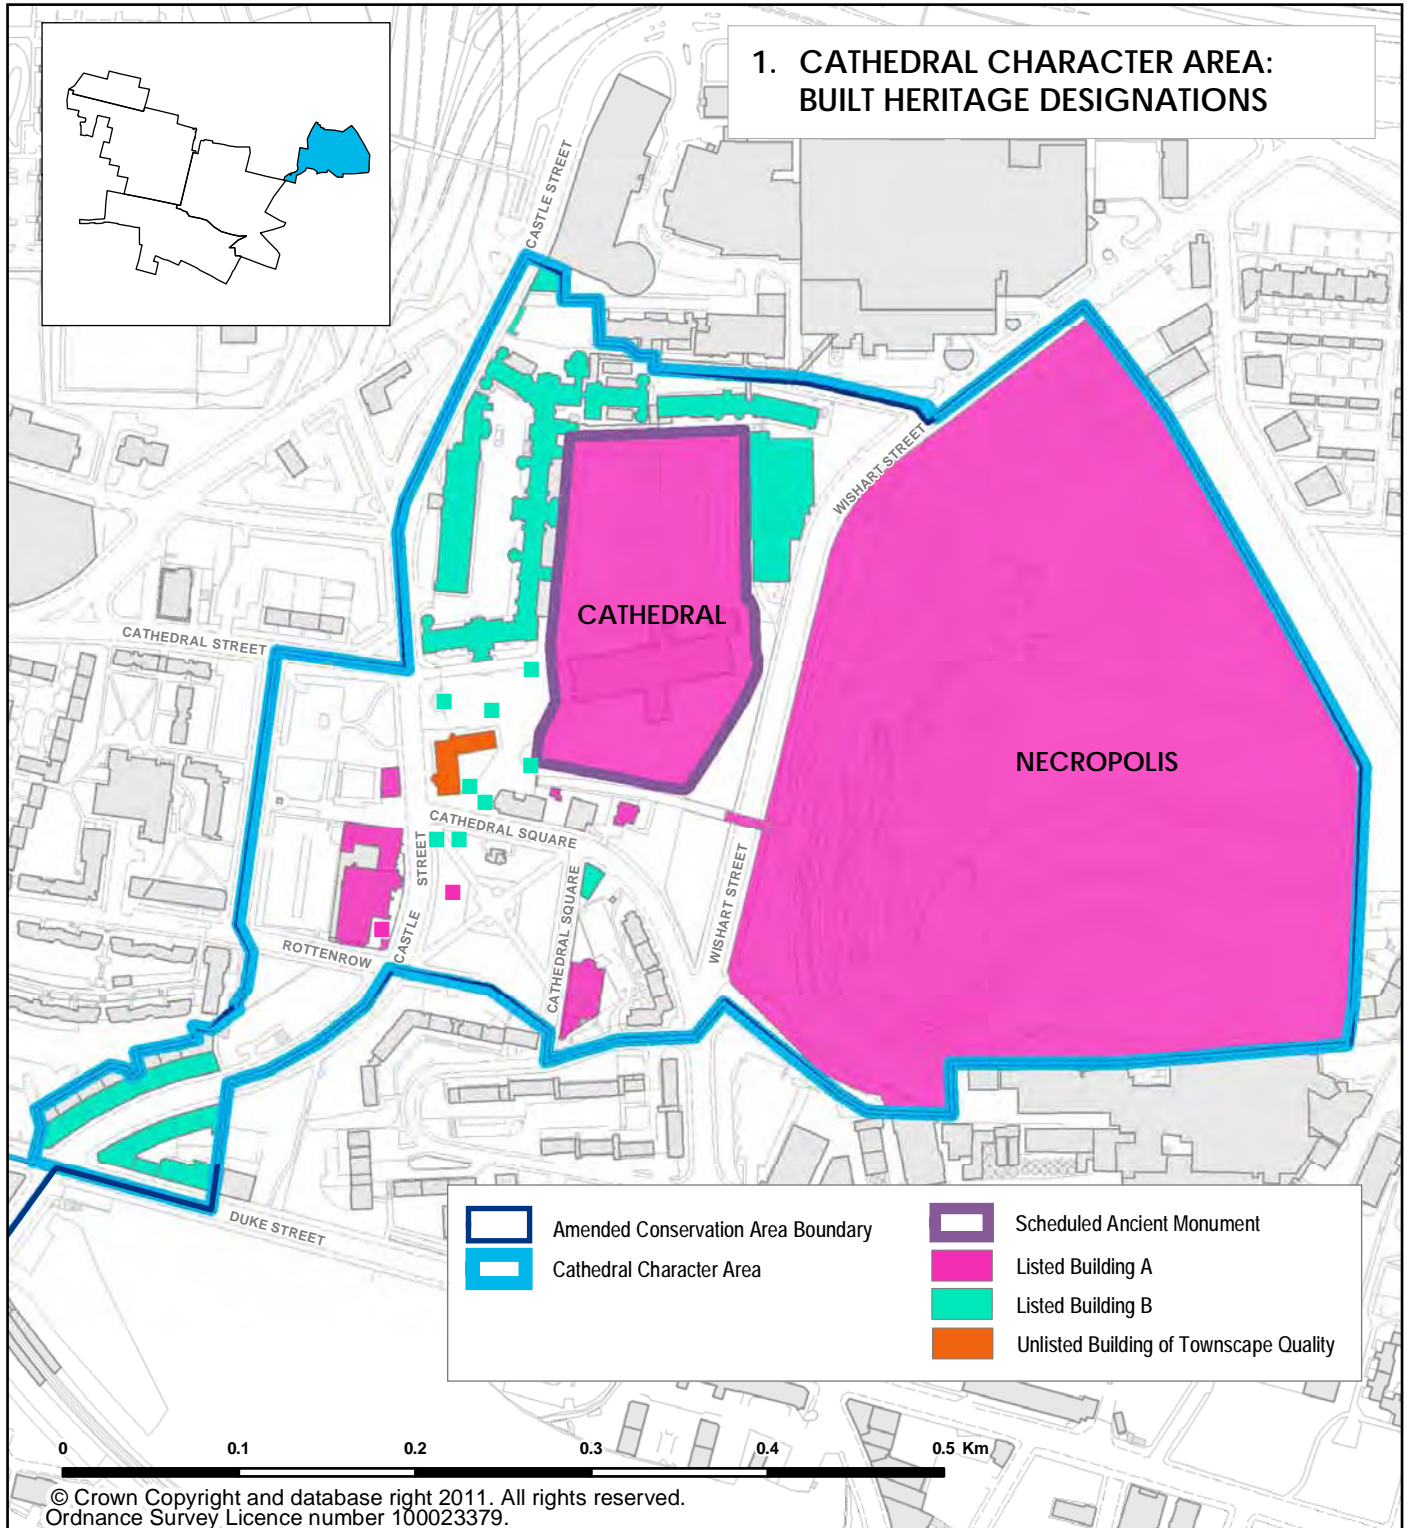 1. CATHEDRAL CHARACTER AREA:
BUILT HERITAGE DESIGNATIONS
CASTLE STREET
WISHART STREET
CATHEDRAL
CATHEDRAL STREET
NECROPOLIS
CATHEDRAL SQUARE
STREET
CASTLE
CATHEDRAL SQUARE
WISHART STREET
ROTTENROW
DUKE STREET
Amended Conservation Area Boundary
Cathedral Character Area
Scheduled Ancient Monument
Listed Building A
Listed Building B
Unlisted Building of Townscape Quality
0 0.1 0.2 0.3 0.4 0.5 Km
© Crown Copyright and database right 2011. All rights reserved.
Ordnance Survey Licence number 100023379.